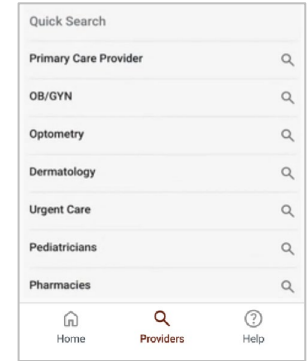 Quick Search
Primary Care Provider
OB/GYN
Optometry
Dermatology
Urgent Care
Pediatricians
Pharmacies
Home Providers Help